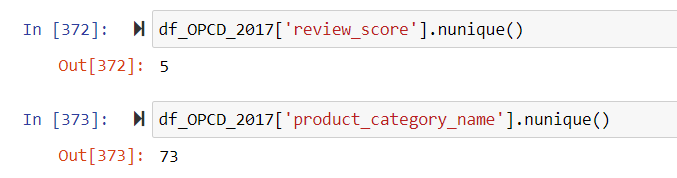 In [372]: df_OPCD_2017['review_score'].nunique()
Out[372]: 5
In [373]: df_OPCD_2017['product_category_name'].nunique()
Out[373]: 73